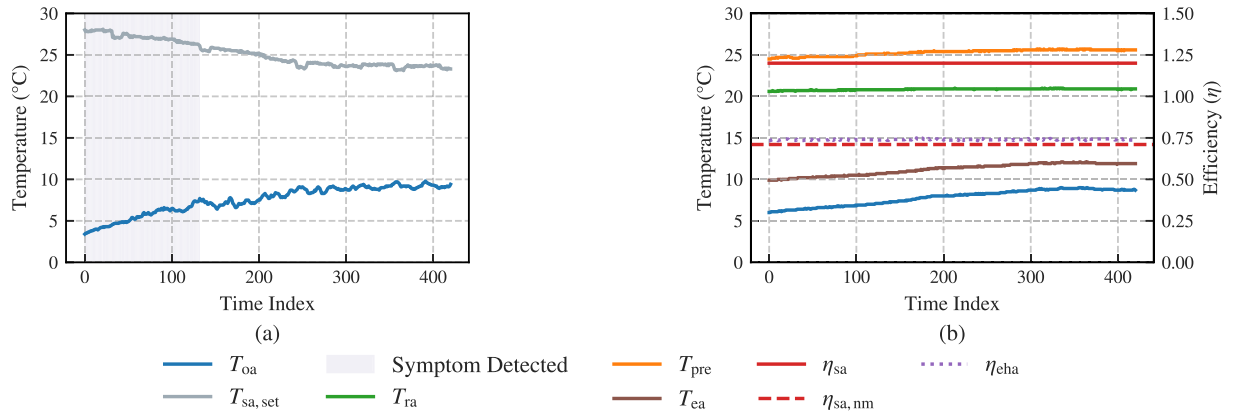 30
25
20
15
10
5
0
Temperature (°C)
0 100 200 300 400
Time Index
(a)
30
25
20
15
10
5
0
Temperature (°C)
1.50
1.25
1.00
0.75
0.50
0.25
0.00
Efficiency (η)
0 100 200 300 400
Time Index
(b)
T_oa Symptom Detected T_pre η_sa η_eha
T_sa, set T_ra T_ea η_sa, nm